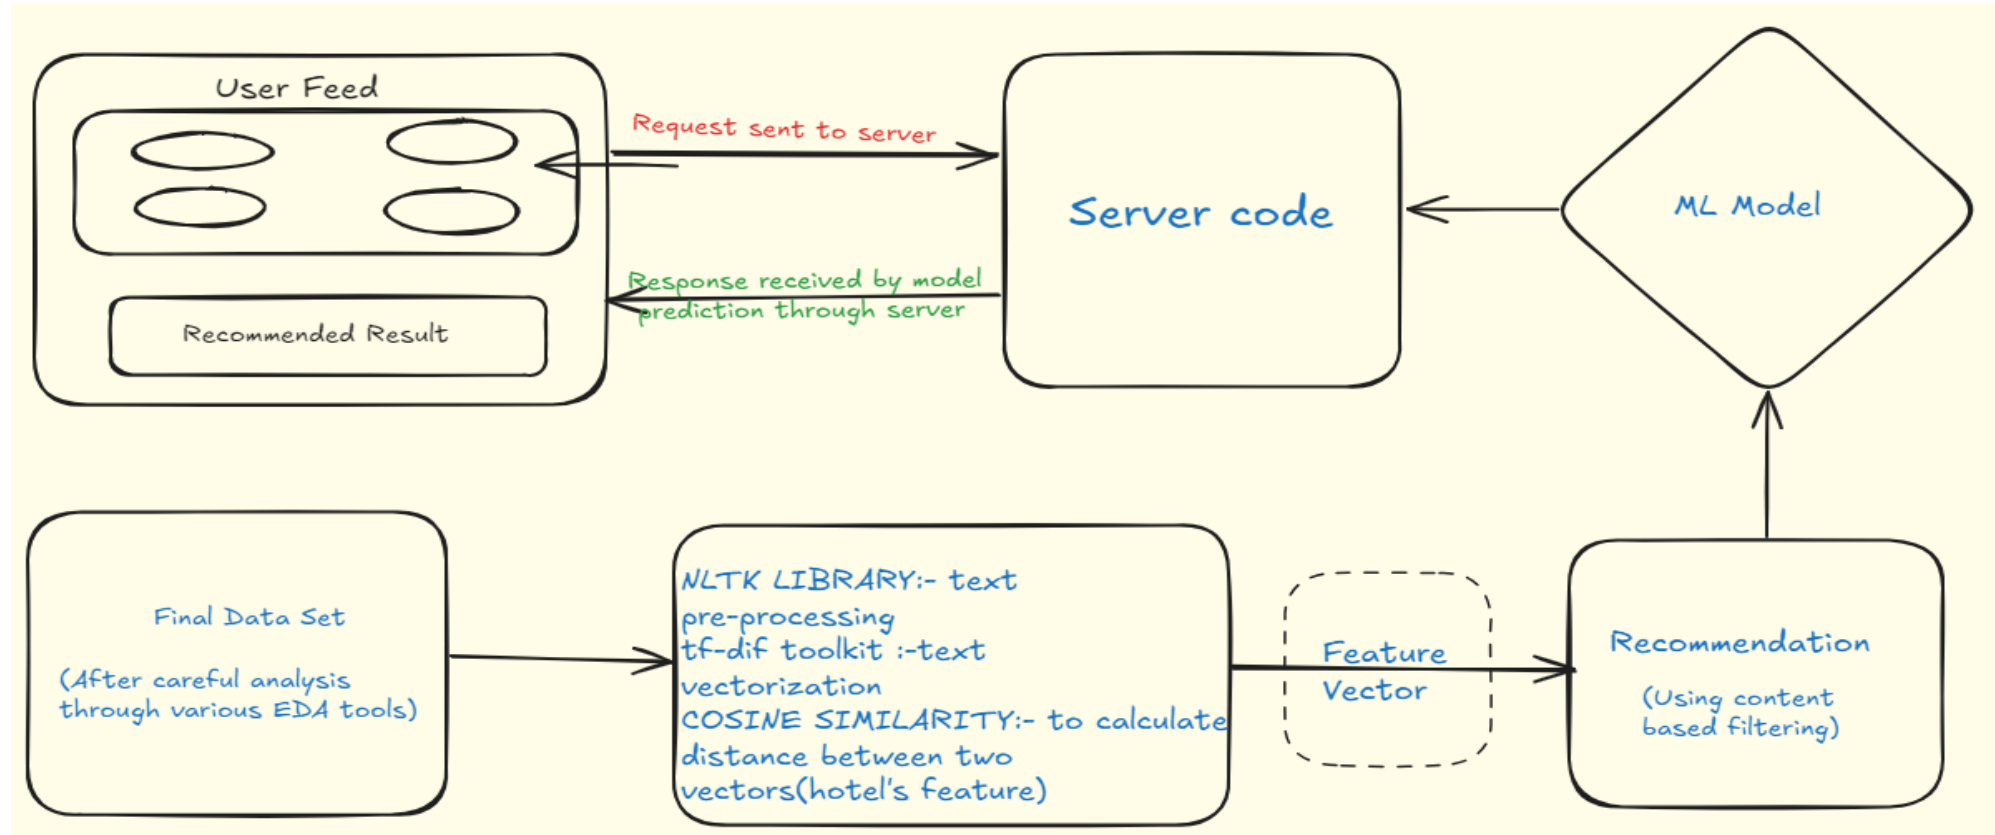 User Feed
Request sent to server
Server code
ML Model
Response received by model
prediction through server
Recommended Result
Final Data Set
(After careful analysis
through various EDA tools)
NLTK LIBRARY:- text
pre-processing
tf-dif toolkit :-text
vectorization
COSINE SIMILARITY:- to calculate
distance between two
vectors(hotel's feature)
Feature
Vector
Recommendation
(Using content
based filtering)